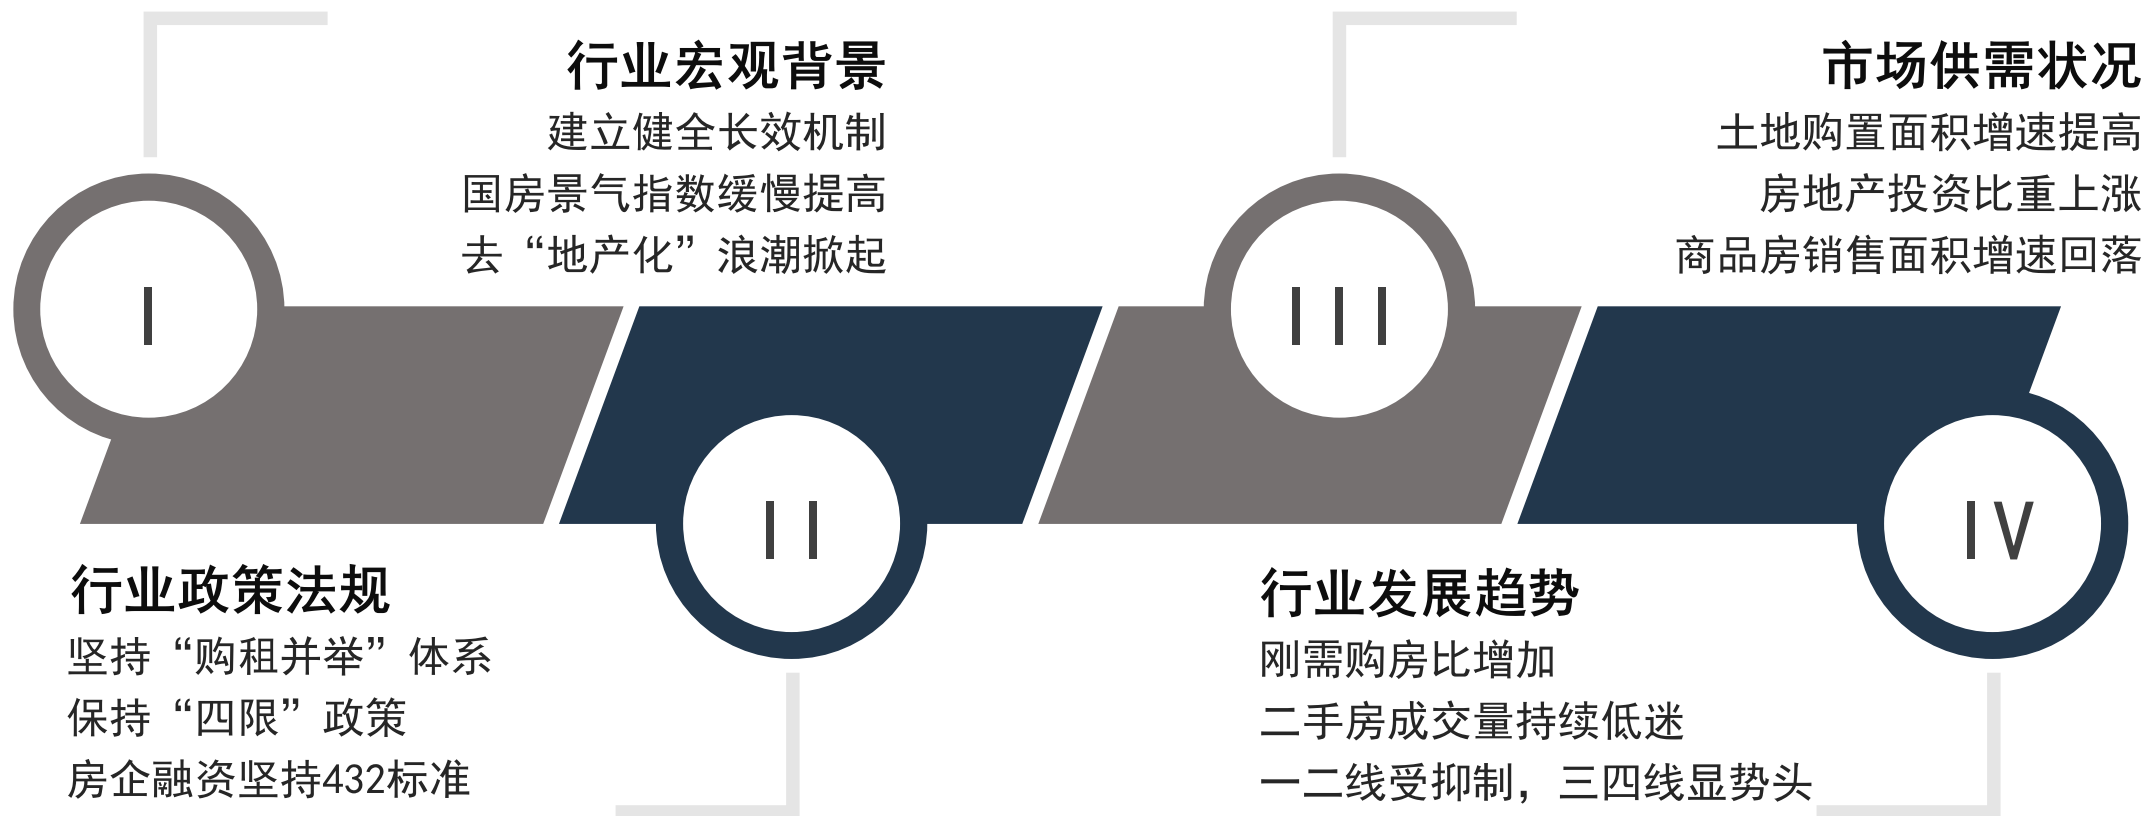 行业宏观背景
建立健全长效机制
国房景气指数缓慢提高
去“地产化”浪潮掀起
市场供需状况
土地购置面积增速提高
房地产投资比重上涨
商品房销售面积增速回落
I
II
III
IV
行业政策法规
坚持“购租并举”体系
保持“四限”政策
房企融资坚持432标准
行业发展趋势
刚需购房比增加
二手房成交量持续低迷
一二线受抑制，三四线显势头